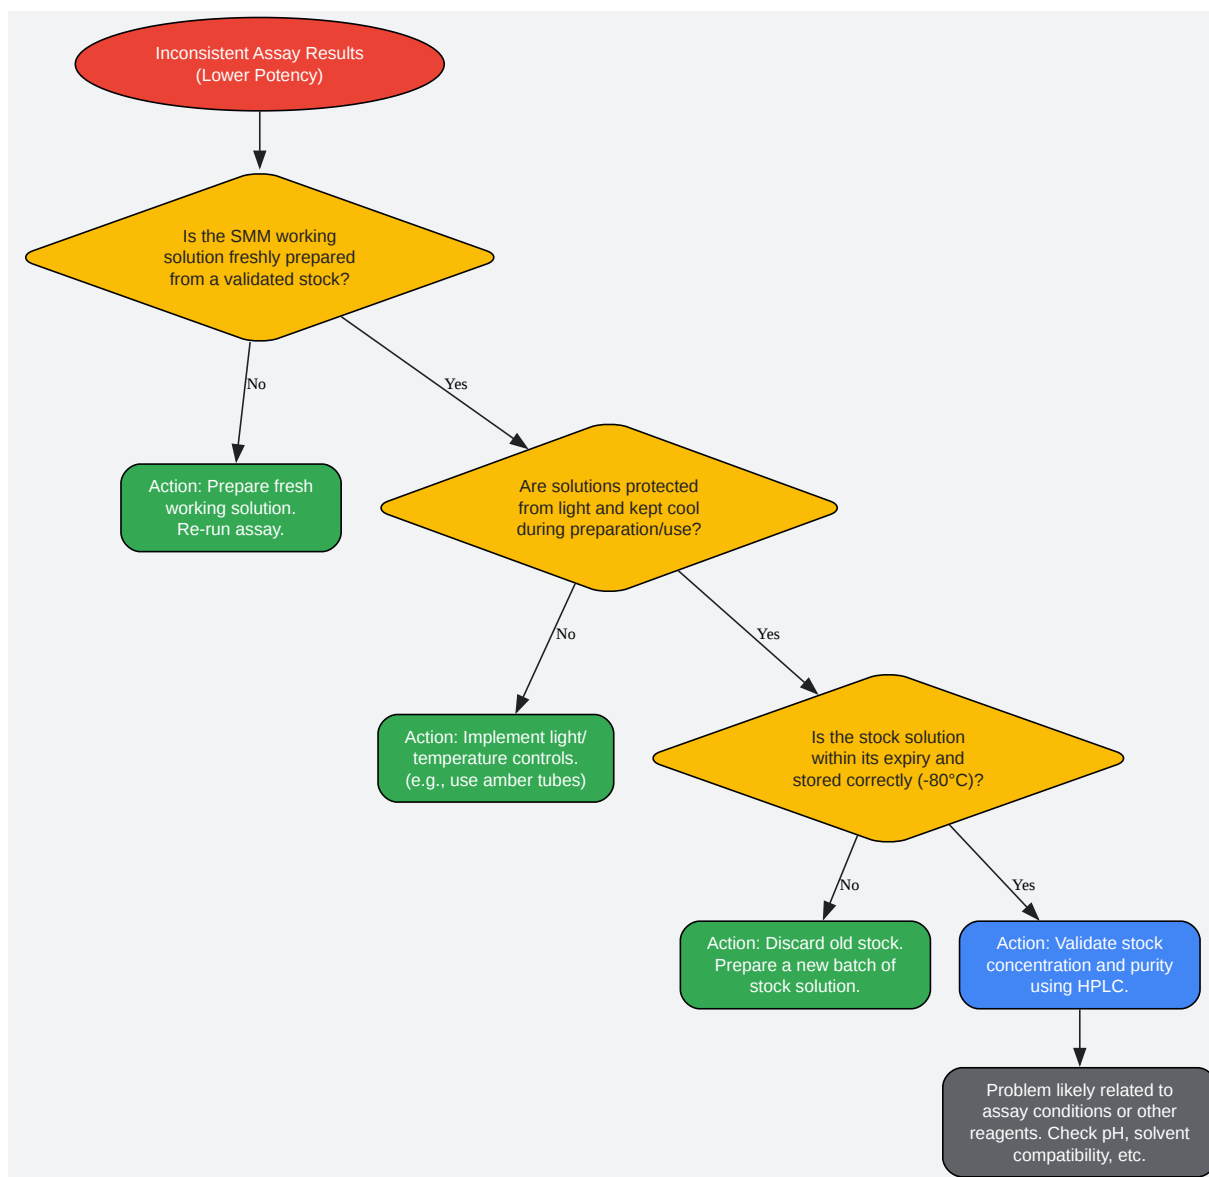 Inconsistent Assay Results
(Lower Potency)
Is the SMM working
solution freshly prepared
from a validated stock?
No
Yes
Action: Prepare fresh
working solution.
Re-run assay.
Are solutions protected
from light and kept cool
during preparation/use?
No
Yes
Action: Implement light/
temperature controls.
(e.g., use amber tubes)
Is the stock solution
within its expiry and
stored correctly (-80°C)?
No
Yes
Action: Discard old stock.
Prepare a new batch of
stock solution.
Action: Validate stock
concentration and purity
using HPLC.
Problem likely related to
assay conditions or other
reagents. Check pH, solvent
compatibility, etc.